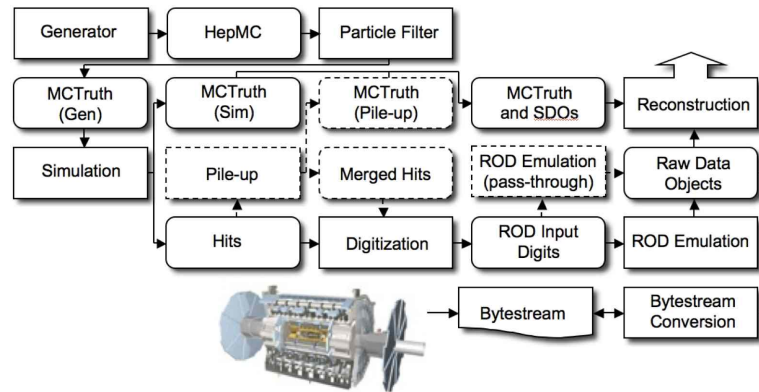 Generator
HepMC
Particle Filter
MCTruth
(Gen)
MCTruth
(Sim)
MCTruth
(Pile-up)
MCTruth
and SDOs
Reconstruction
Simulation
Pile-up
Merged Hits
ROD Emulation
(pass-through)
Raw Data
Objects
Hits
Digitization
ROD Input
Digits
ROD Emulation
Bytestream
Bytestream
Conversion